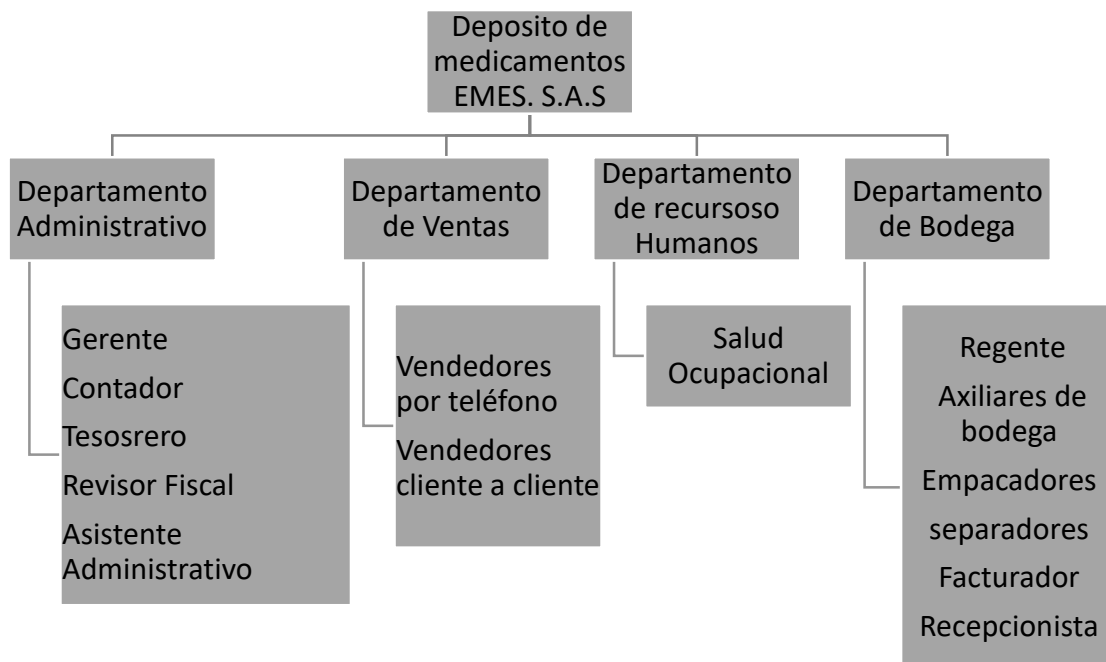 Deposito de
medicamentos
EMES. S.A.S
Departamento
Administrativo
Gerente
Contador
Tesosrero
Revisor Fiscal
Asistente
Administrativo
Departamento
de Ventas
Vendedores
por teléfono
Vendedores
cliente a cliente
Departamento
de recursoso
Humanos
Salud
Ocupacional
Departamento
de Bodega
Regente
Axiliares de
bodega
Empacadores
separadores
Facturador
Recepcionista